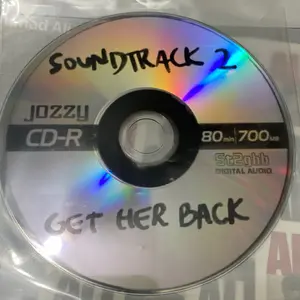 SOUNDTRACK 2
JOZZY
CD-R
80min 700MB
DIGITAL AUDIO
GET HER BACK